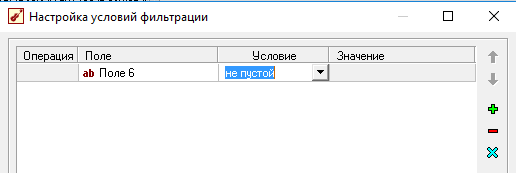 Настройка условий фильтрации
Операция Поле Условие Значение
ab Поле 6 не пустой